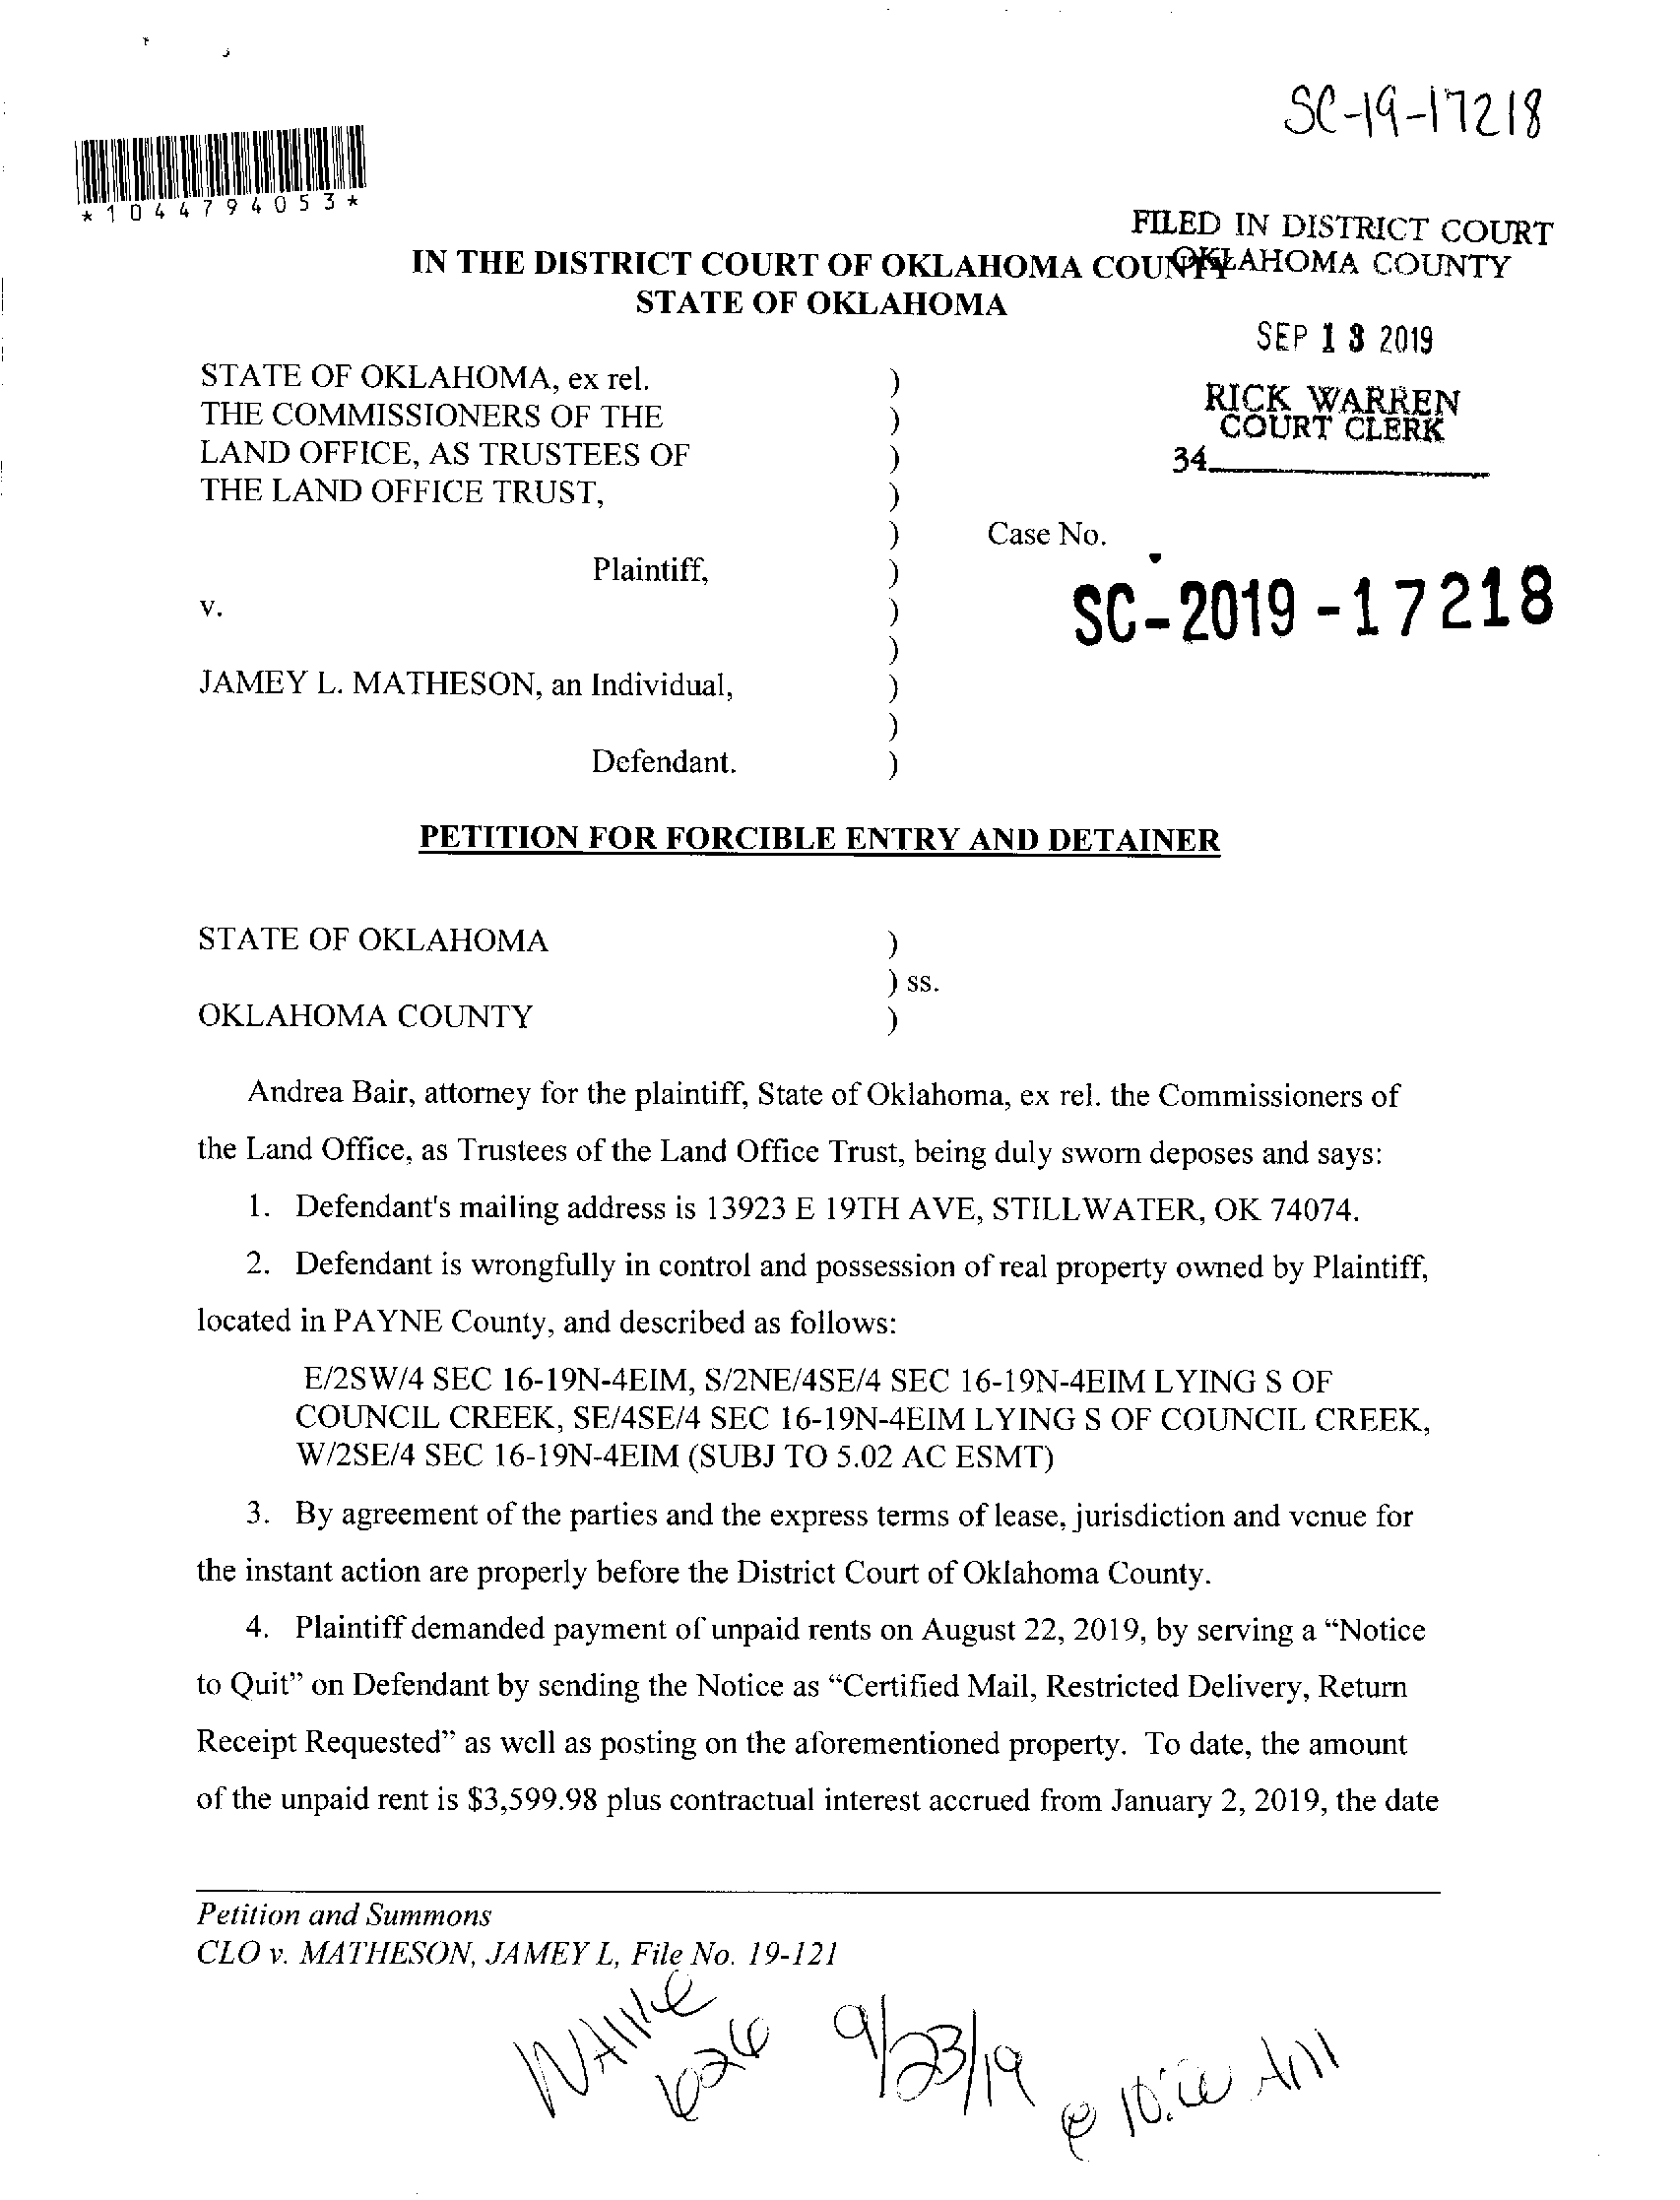 SC-19-17218
*1044794053*
FILED IN DISTRICT COURT
OKLAHOMA COUNTY
IN THE DISTRICT COURT OF OKLAHOMA COUNTY
STATE OF OKLAHOMA
SEP 13 2019
STATE OF OKLAHOMA, ex rel. )
THE COMMISSIONERS OF THE )
LAND OFFICE, AS TRUSTEES OF )
THE LAND OFFICE TRUST, )
RICK WARREN
COURT CLERK
34
) Case No.
Plaintiff, )
v. )
SC-2019-17218
)
JAMEY L. MATHESON, an Individual, )
)
Defendant. )
PETITION FOR FORCIBLE ENTRY AND DETAINER
STATE OF OKLAHOMA )
) ss.
OKLAHOMA COUNTY )
Andrea Bair, attorney for the plaintiff, State of Oklahoma, ex rel. the Commissioners of
the Land Office, as Trustees of the Land Office Trust, being duly sworn deposes and says:
1. Defendant's mailing address is 13923 E 19TH AVE, STILLWATER, OK 74074.
2. Defendant is wrongfully in control and possession of real property owned by Plaintiff,
located in PAYNE County, and described as follows:
E/2SW/4 SEC 16-19N-4EIM, S/2NE/4SE/4 SEC 16-19N-4EIM LYING S OF
COUNCIL CREEK, SE/4SE/4 SEC 16-19N-4EIM LYING S OF COUNCIL CREEK,
W/2SE/4 SEC 16-19N-4EIM (SUBJ TO 5.02 AC ESMT)
3. By agreement of the parties and the express terms of lease, jurisdiction and venue for
the instant action are properly before the District Court of Oklahoma County.
4. Plaintiff demanded payment of unpaid rents on August 22, 2019, by serving a “Notice
to Quit” on Defendant by sending the Notice as “Certified Mail, Restricted Delivery, Return
Receipt Requested” as well as posting on the aforementioned property. To date, the amount
of the unpaid rent is $3,599.98 plus contractual interest accrued from January 2, 2019, the date
Petition and Summons
CLO v. MATHESON, JAMEY L, File No. 19-121
9/23/19
@